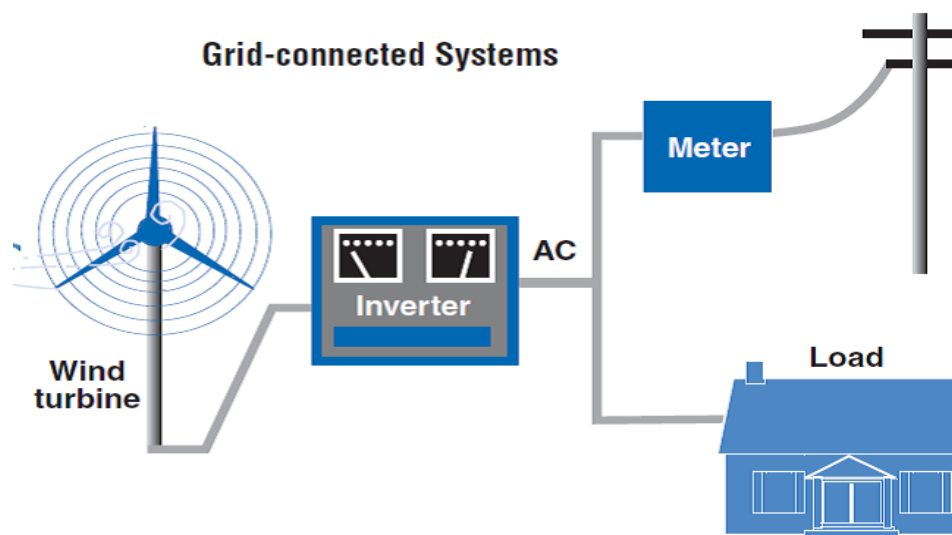 Grid-connected Systems
Meter
AC
Inverter
Wind
turbine
Load